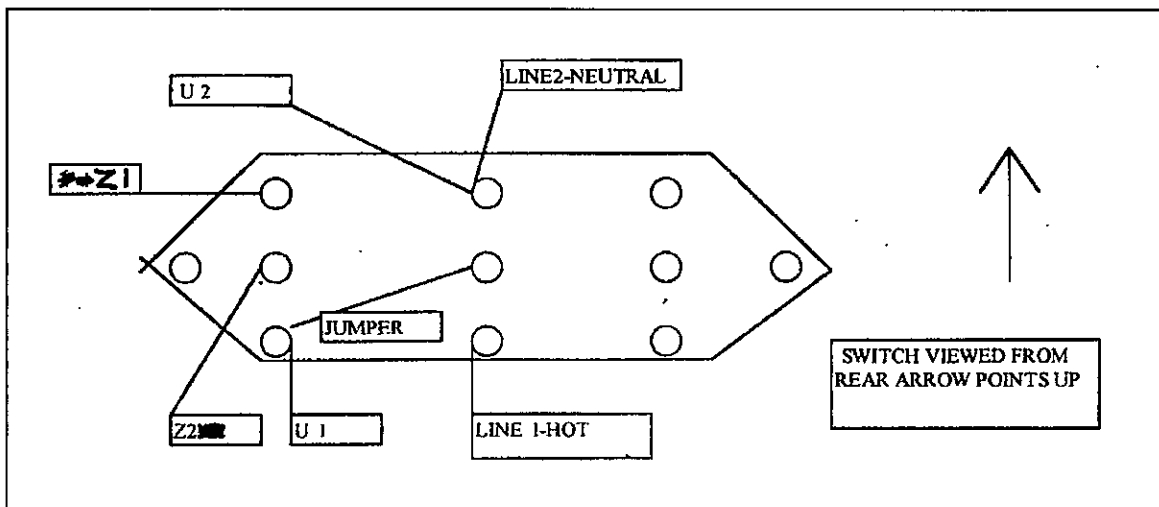 LINE2-NEUTRAL
U 2
Z1
JUMPER
SWITCH VIEWED FROM
REAR ARROW POINTS UP
Z2
U 1
LINE 1-HOT